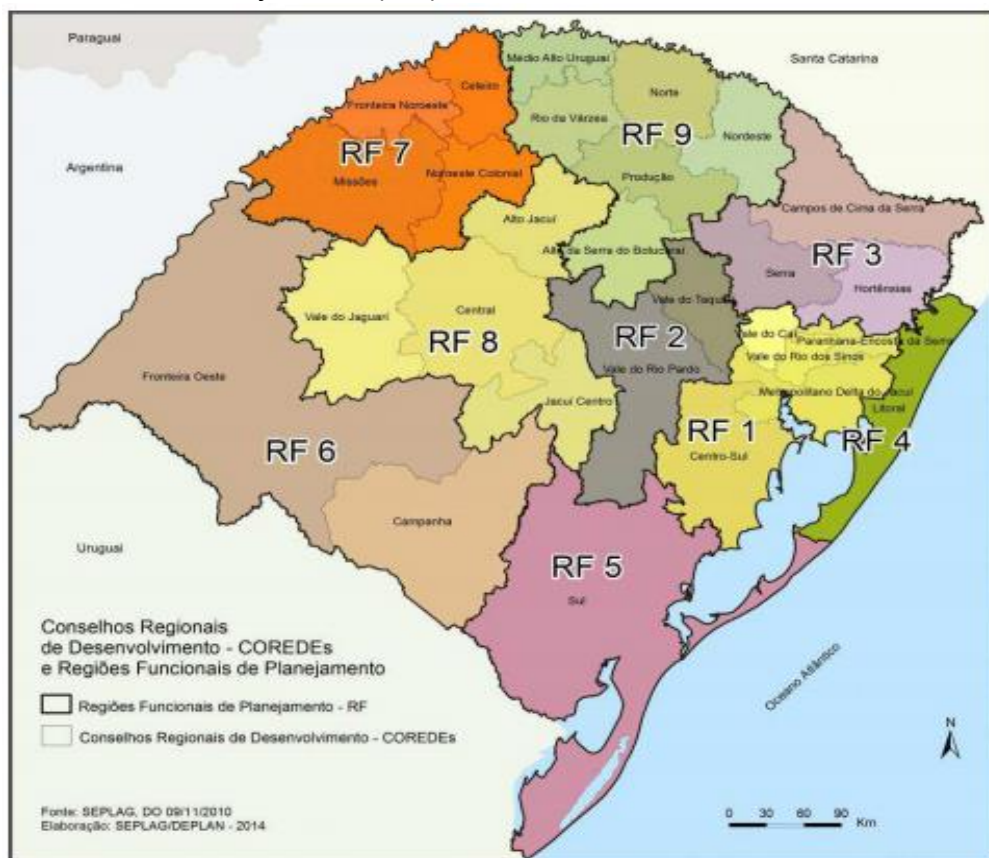 Paraguai
Santa Catarina
Argentina
Uruguai
Oceano Atlântico
Médio Alto Uruguai
Norte
Nordeste
Rio da Várzea
RF 9
Produção
Celeiro
Fronteira Noroeste
RF 7
Missões
Noroeste Colonial
Alto Jacuí
Alto da Serra do Botucaraí
Campos de Cima da Serra
RF 3
Serra
Hortênsias
Vale do Taquari
RF 2
Vale do Rio Pardo
Vale do Caí
Paranhana-Encosta da Serra
Vale do Rio dos Sinos
Metropolitano Delta do Jacuí
Litoral
RF 4
RF 1
Centro-Sul
Vale do Jaguari
Central
RF 8
Jacuí Centro
Fronteira Oeste
RF 6
Campanha
RF 5
Sul
Conselhos Regionais
de Desenvolvimento - COREDEs
e Regiões Funcionais de Planejamento
Regiões Funcionais de Planejamento - RF
Conselhos Regionais de Desenvolvimento - COREDEs
Fonte: SEPLAG, DO 09/11/2010
Elaboração: SEPLAG/DEPLAN - 2014
N
0 30 60 90
Km